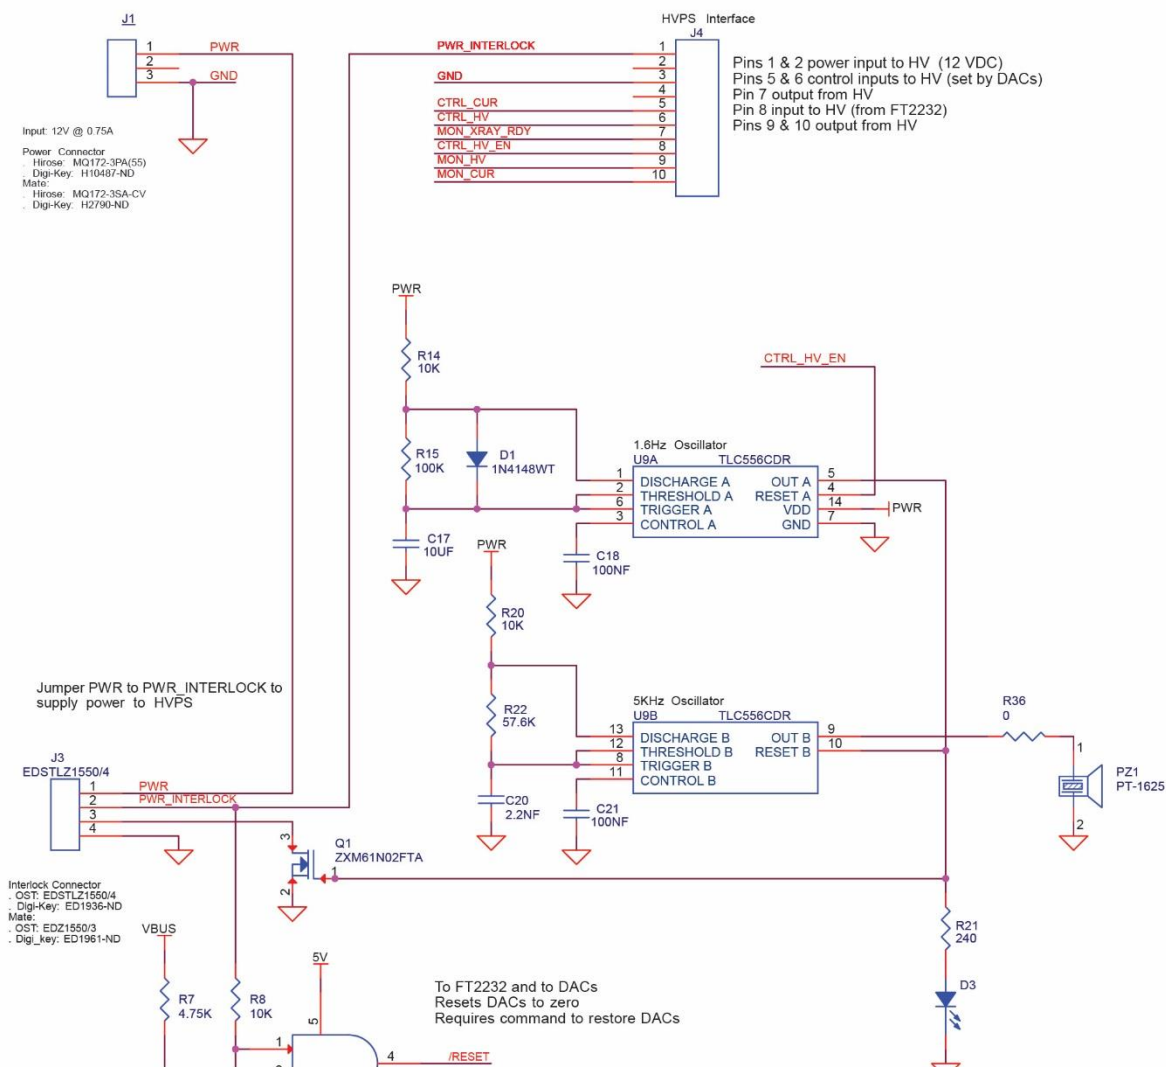 J1
1
PWR
2
3
GND
Input: 12V @ 0.75A
Power Connector
. Hirose: MQ172-3PA(55)
. Digi-Key: H10487-ND
Mate:
. Hirose: MQ172-3SA-CV
. Digi-Key: H2790-ND
HVPS Interface
J4
PWR_INTERLOCK
1
2
GND
3
4
CTRL_CUR
5
CTRL_HV
6
MON_XRAY_RDY
7
CTRL_HV_EN
8
MON_HV
9
MON_CUR
10
Pins 1 & 2 power input to HV (12 VDC)
Pins 5 & 6 control inputs to HV (set by DACs)
Pin 7 output from HV
Pin 8 input to HV (from FT2232)
Pins 9 & 10 output from HV
PWR
R14
10K
R15
100K
D1
1N4148WT
C17
10UF
C18
100NF
CTRL_HV_EN
1.6Hz Oscillator
U9A TLC556CDR
1 DISCHARGE A OUT A 5
2 THRESHOLD A RESET A 4
6 TRIGGER A VDD 14 PWR
3 CONTROL A GND 7
PWR
R20
10K
R22
57.6K
C20
2.2NF
C21
100NF
5KHz Oscillator
U9B TLC556CDR
13 DISCHARGE B OUT B 9
12 THRESHOLD B RESET B 10
8 TRIGGER B
11 CONTROL B
R36
0
1
PZ1
PT-1625
2
Jumper PWR to PWR_INTERLOCK to
supply power to HVPS
J3
EDSTLZ1550/4
1
PWR
2
PWR_INTERLOCK
3
4
Interlock Connector
. OST: EDSTLZ1550/4
. Digi-Key: ED1936-ND
Mate:
. OST: EDZ1550/3
. Digi_key: ED1961-ND
3
Q1
ZXM61N02FTA
1
2
R21
240
D3
VBUS
R7
4.75K
R8
10K
5V
5
1
4
/RESET
To FT2232 and to DACs
Resets DACs to zero
Requires command to restore DACs